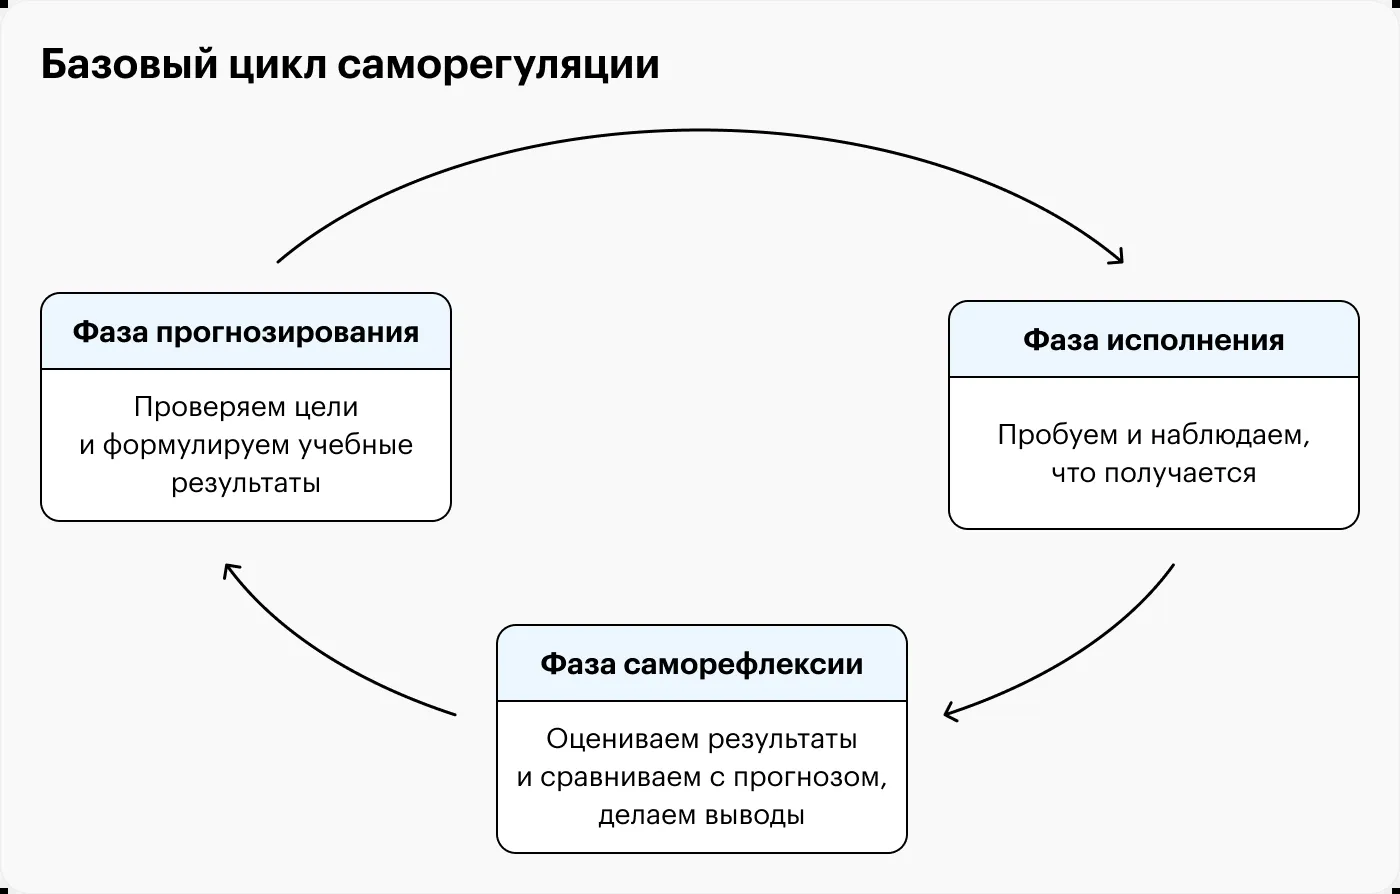 Базовый цикл саморегуляции
Фаза прогнозирования
Проверяем цели
и формулируем учебные
результаты
Фаза исполнения
Пробуем и наблюдаем,
что получается
Фаза саморефлексии
Оцениваем результаты
и сравниваем с прогнозом,
делаем выводы